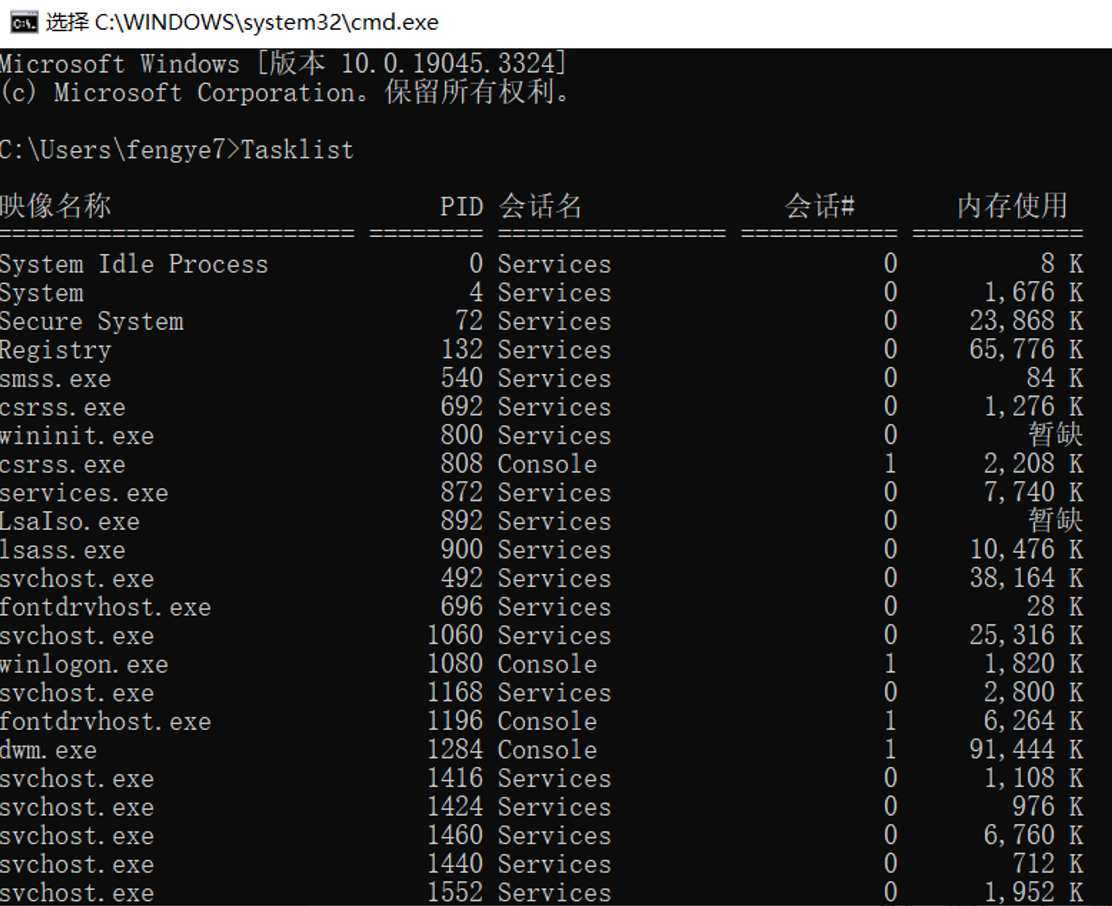 选择 C:\WINDOWS\system32\cmd.exe
Microsoft Windows [版本 10.0.19045.3324]
(c) Microsoft Corporation。保留所有权利。
C:\Users\fengye7>Tasklist
映像名称                       PID 会话名              会话#       内存使用
========================= ======== ================ =========== ============
System Idle Process              0 Services                   0          8 K
System                           4 Services                   0      1,676 K
Secure System                   72 Services                   0     23,868 K
Registry                       132 Services                   0     65,776 K
smss.exe                       540 Services                   0         84 K
csrss.exe                      692 Services                   0      1,276 K
wininit.exe                    800 Services                   0         暂缺
csrss.exe                      808 Console                    1      2,208 K
services.exe                   872 Services                   0      7,740 K
LsaIso.exe                     892 Services                   0         暂缺
lsass.exe                      900 Services                   0     10,476 K
svchost.exe                    492 Services                   0     38,164 K
fontdrvhost.exe                696 Services                   0         28 K
svchost.exe                   1060 Services                   0     25,316 K
winlogon.exe                  1080 Console                    1      1,820 K
svchost.exe                   1168 Services                   0      2,800 K
fontdrvhost.exe               1196 Console                    1      6,264 K
dwm.exe                       1284 Console                    1     91,444 K
svchost.exe                   1416 Services                   0      1,108 K
svchost.exe                   1424 Services                   0        976 K
svchost.exe                   1460 Services                   0      6,760 K
svchost.exe                   1440 Services                   0        712 K
svchost.exe                   1552 Services                   0      1,952 K